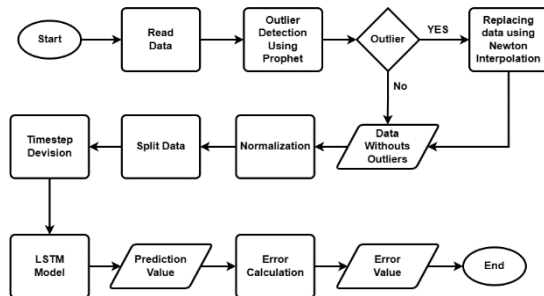 Start
Read
Data
Outlier
Detection
Using
Prophet
Outlier
YES
Replacing
data using
Newton
Interpolation
No
Timestep
Devision
Split Data
Normalization
Data
Without
Outliers
LSTM
Model
Prediction
Value
Error
Calculation
Error
Value
End